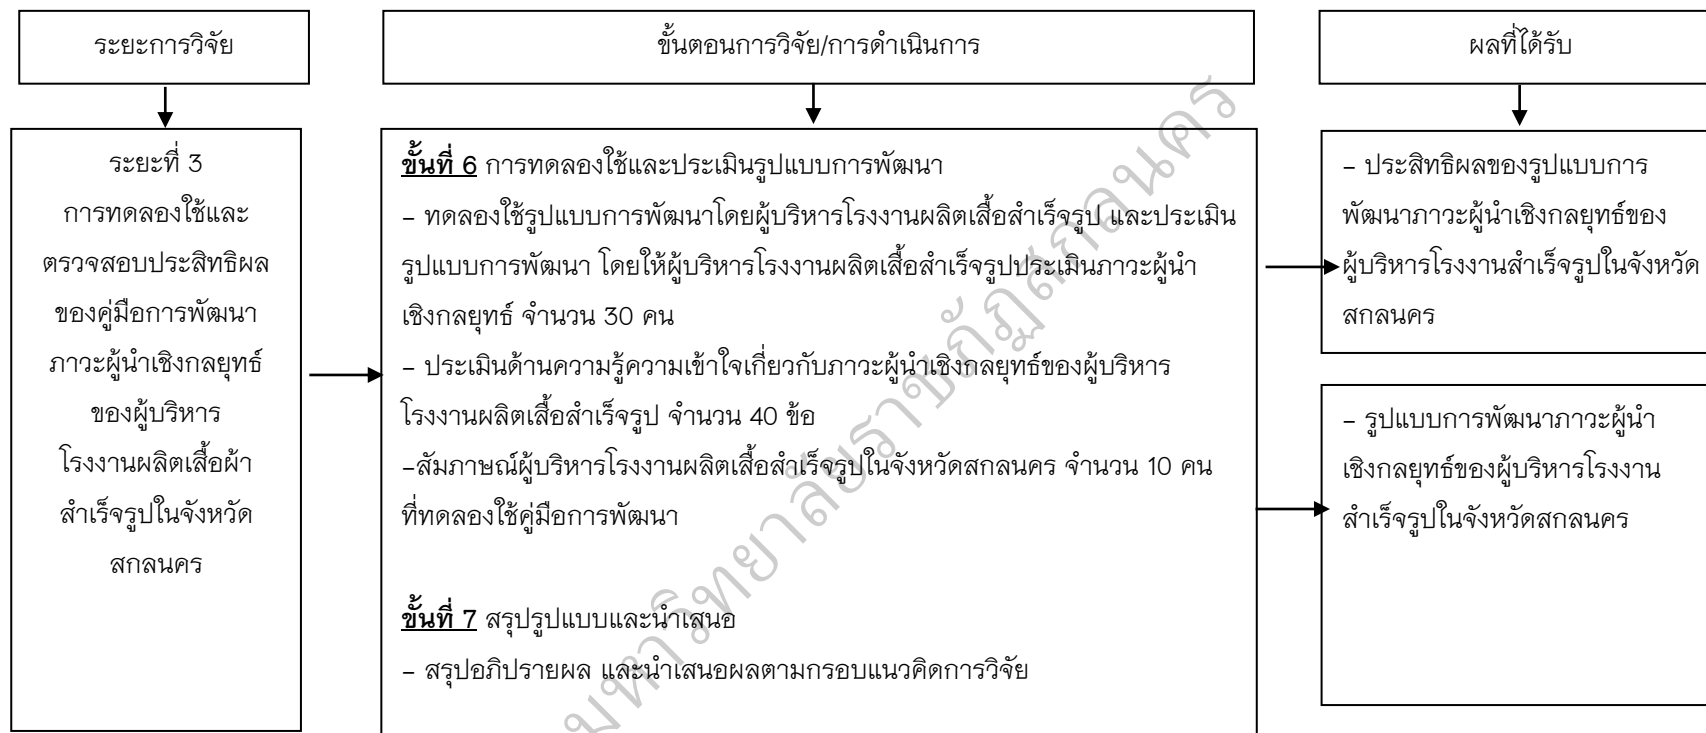 ระยะการวิจัย
ขั้นตอนการวิจัย/การดำเนินการ
ผลที่ได้รับ
ระยะที่ 3
การทดลองใช้และ
ตรวจสอบประสิทธิผล
ของคู่มือการพัฒนา
ภาวะผู้นำเชิงกลยุทธ์
ของผู้บริหาร
โรงงานผลิตเสื้อผ้า
สำเร็จรูปในจังหวัด
สกลนคร
ขั้นที่ 6 การทดลองใช้และประเมินรูปแบบการพัฒนา
– ทดลองใช้รูปแบบการพัฒนาโดยผู้บริหารโรงงานผลิตเสื้อสำเร็จรูป และประเมิน
รูปแบบการพัฒนา โดยให้ผู้บริหารโรงงานผลิตเสื้อสำเร็จรูปประเมินภาวะผู้นำ
เชิงกลยุทธ์ จำนวน 30 คน
– ประเมินด้านความรู้ความเข้าใจเกี่ยวกับภาวะผู้นำเชิงกลยุทธ์ของผู้บริหาร
โรงงานผลิตเสื้อสำเร็จรูป จำนวน 40 ข้อ
–สัมภาษณ์ผู้บริหารโรงงานผลิตเสื้อสำเร็จรูปในจังหวัดสกลนคร จำนวน 10 คน
ที่ทดลองใช้คู่มือการพัฒนา
ขั้นที่ 7 สรุปรูปแบบและนำเสนอ
– สรุปอภิปรายผล และนำเสนอผลตามกรอบแนวคิดการวิจัย
– ประสิทธิผลของรูปแบบการ
พัฒนาภาวะผู้นำเชิงกลยุทธ์ของ
ผู้บริหารโรงงานสำเร็จรูปในจังหวัด
สกลนคร
– รูปแบบการพัฒนาภาวะผู้นำ
เชิงกลยุทธ์ของผู้บริหารโรงงาน
สำเร็จรูปในจังหวัดสกลนคร
มหาวิทยาลัยราชภัฏสกลนคร